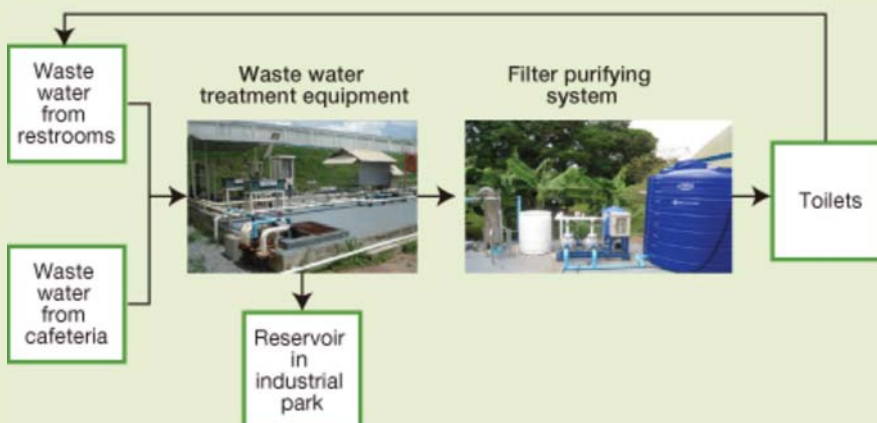 Waste
water
from
restrooms
Waste water
treatment equipment
Filter purifying
system
Toilets
Waste
water
from
cafeteria
Reservoir
in
industrial
park